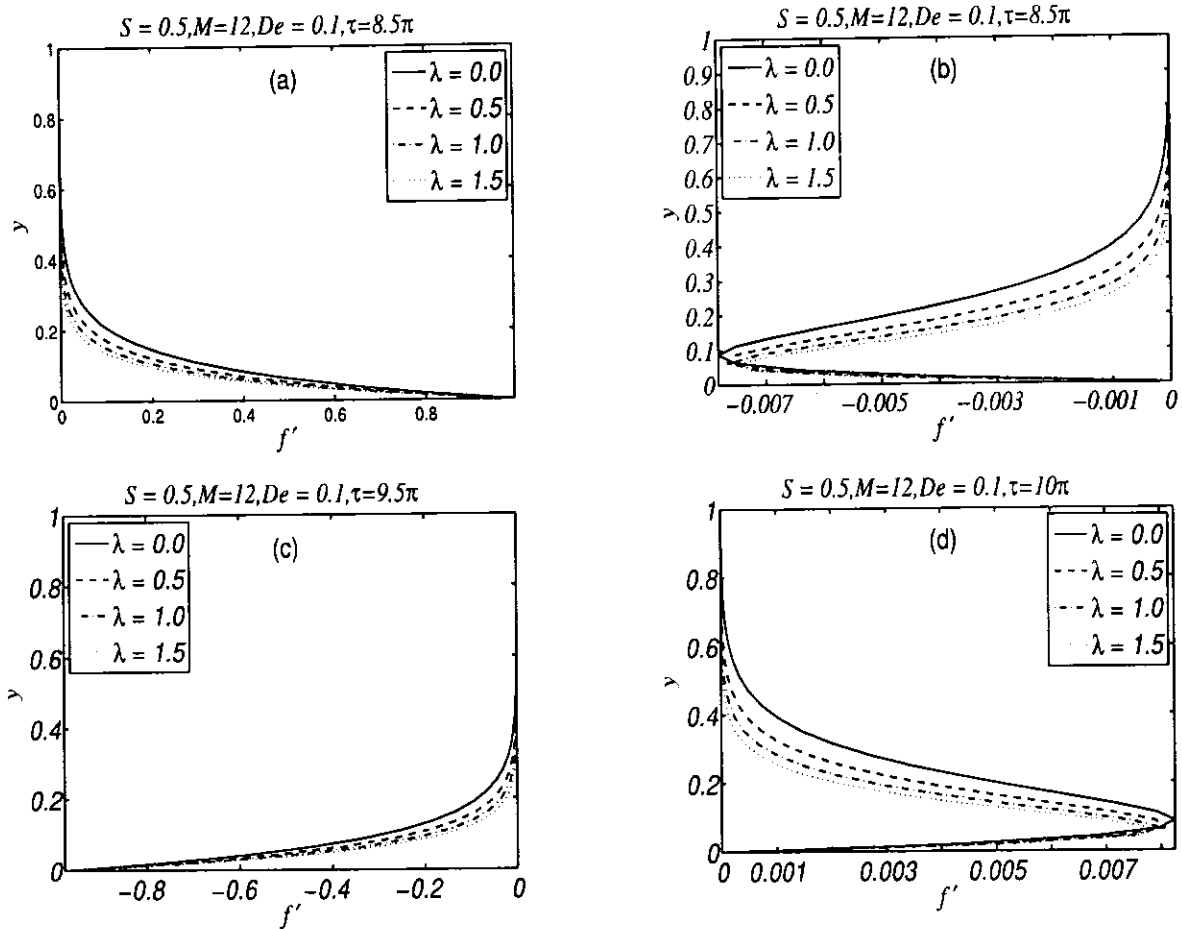 S = 0.5,M=12,De = 0.1,τ=8.5π
(a)
λ = 0.0
λ = 0.5
λ = 1.0
λ = 1.5
1
0.8
0.6
0.4
0.2
0
y
0 0.2 0.4 0.6 0.8
f′
S = 0.5,M=12,De = 0.1,τ=8.5π
(b)
λ = 0.0
λ = 0.5
λ = 1.0
λ = 1.5
1
0.9
0.8
0.7
0.6
0.5
0.4
0.3
0.2
0.1
0
y
−0.007 −0.005 −0.003 −0.001 0
f′
S = 0.5,M=12,De = 0.1,τ=9.5π
(c)
λ = 0.0
λ = 0.5
λ = 1.0
λ = 1.5
1
0.8
0.6
0.4
0.2
0
y
−0.8 −0.6 −0.4 −0.2 0
f′
S = 0.5,M=12,De = 0.1,τ=10π
(d)
λ = 0.0
λ = 0.5
λ = 1.0
λ = 1.5
1
0.8
0.6
0.4
0.2
0
y
0 0.001 0.003 0.005 0.007
f′